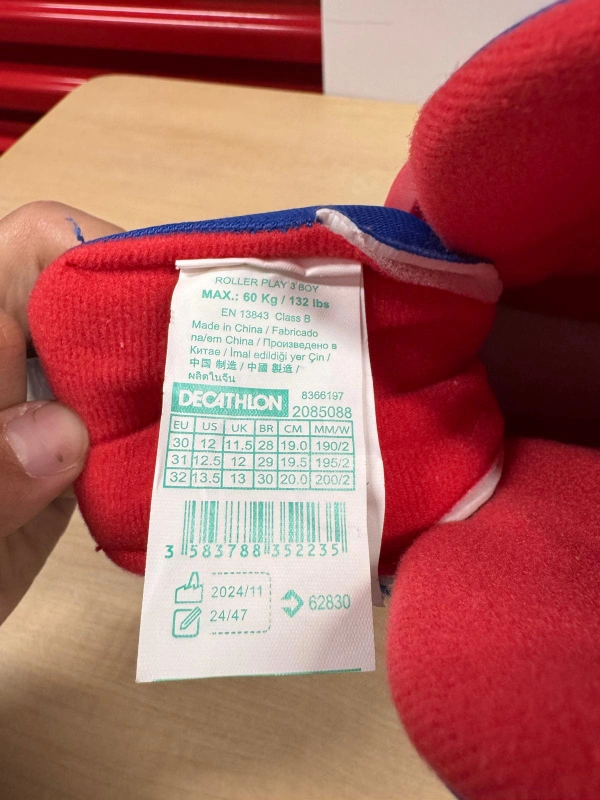 ROLLER PLAY 3 BOY
MAX.: 60 Kg / 132 lbs
EN 13843 Class B
Made in China / Fabricado
na/em China / Произведено в
Китае / İmal edildiği yer Çin /
中国 制造 / 中國 製造 /
ผลิตในจีน
DECATHLON 8366197
2085088
EU US UK BR CM MM/W
30 12 11.5 28 19.0 190/2
31 12.5 12 29 19.5 195/2
32 13.5 13 30 20.0 200/2
3 583788 352235
2024/11
24/47
62830